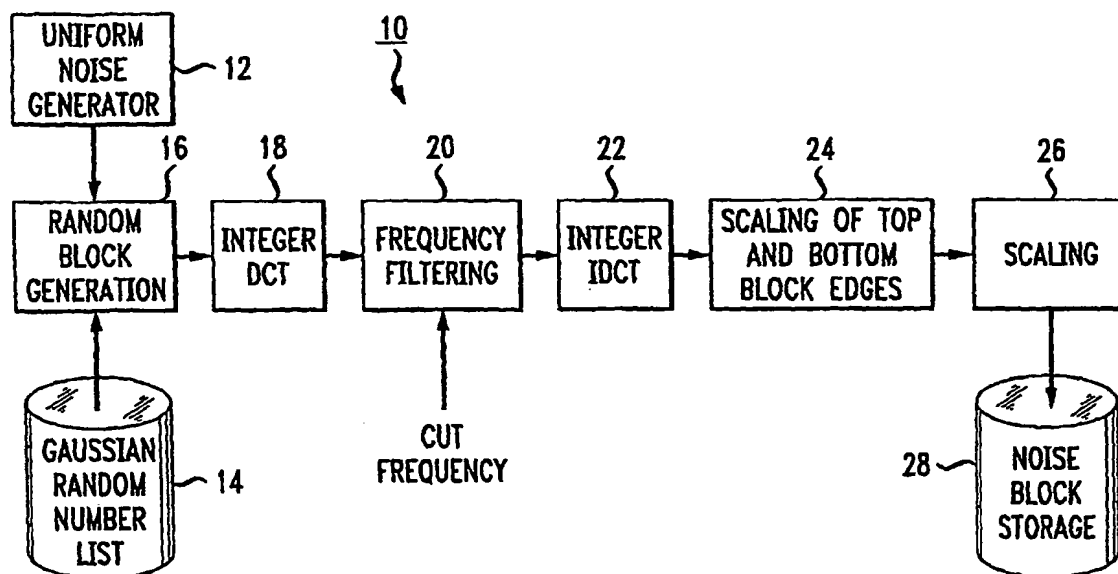 UNIFORM
NOISE
GENERATOR
12
10
16
18
20
22
24
26
RANDOM
BLOCK
GENERATION
INTEGER
DCT
FREQUENCY
FILTERING
INTEGER
IDCT
SCALING OF TOP
AND BOTTOM
BLOCK EDGES
SCALING
GAUSSIAN
RANDOM
NUMBER
LIST
14
CUT
FREQUENCY
28
NOISE
BLOCK
STORAGE